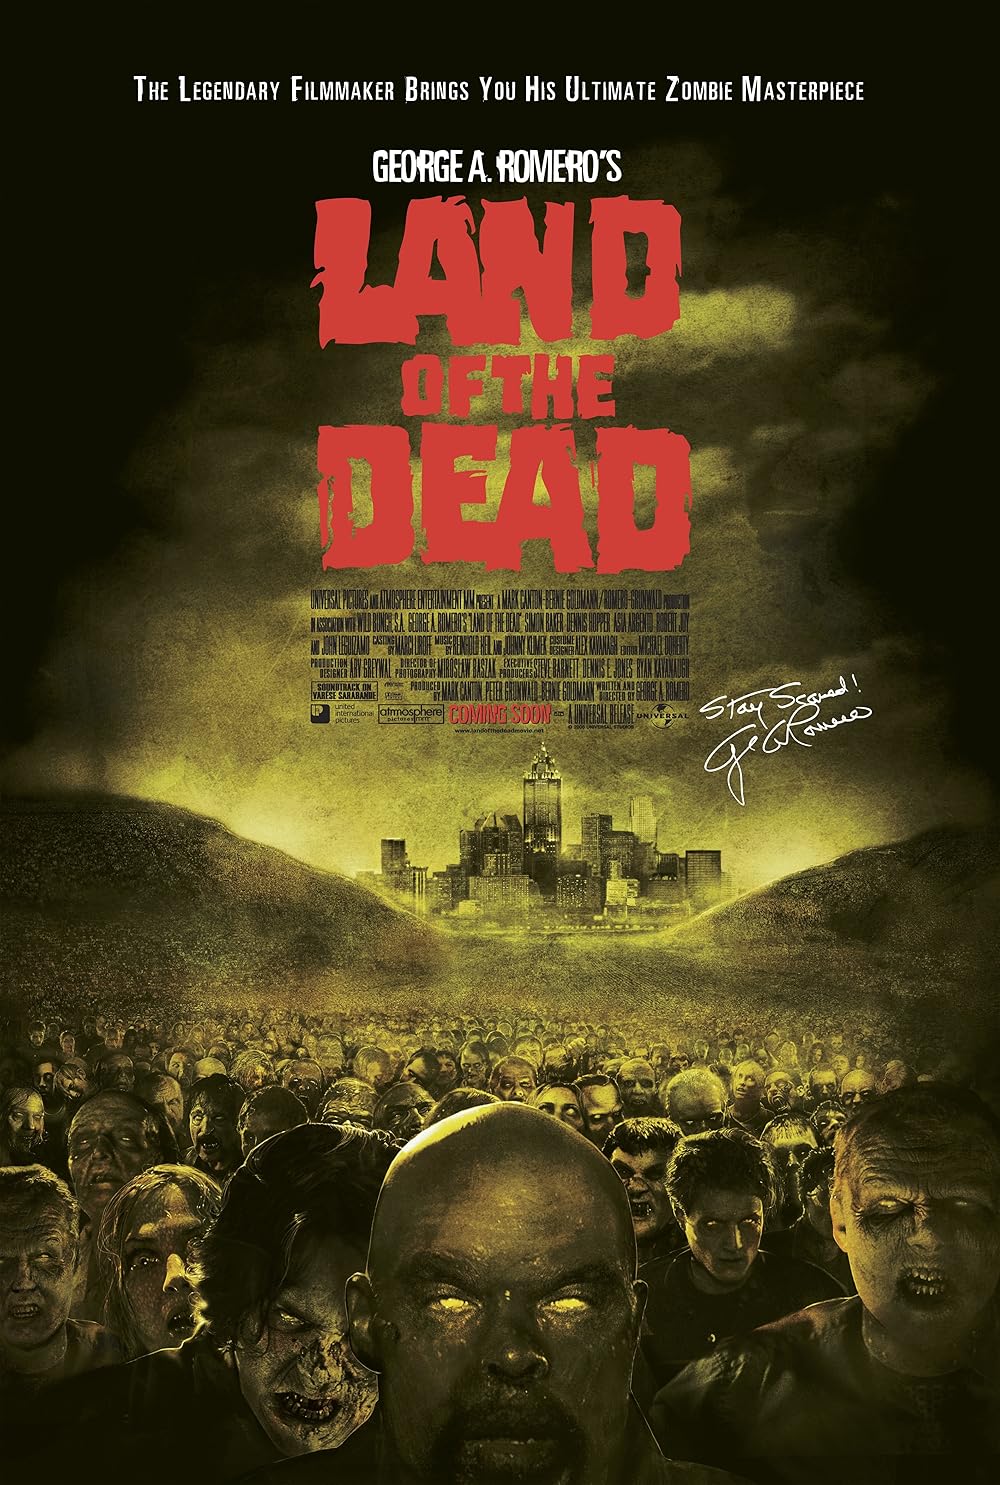 The Legendary Filmmaker Brings You His Ultimate Zombie Masterpiece
GEORGE A. ROMERO'S
LAND
OF THE
DEAD
UNIVERSAL PICTURES AND ATMOSPHERE ENTERTAINMENT MM PRESENT A MARK CANTON-BERNIE GOLDMANN/ROMERO-GRUNWALD PRODUCTION
IN ASSOCIATION WITH WILD BUNCH, S.A. GEORGE A. ROMERO'S "LAND OF THE DEAD" SIMON BAKER DENNIS HOPPER ASIA ARGENTO ROBERT JOY
AND JOHN LEGUIZAMO CASTING BY MARCI LIROFF MUSIC BY REINHOLD HEIL AND JOHNNY KLIMEK COSTUME DESIGNER ALEX KAVANAGH EDITOR MICHAEL DOHERTY
PRODUCTION DESIGNER ARV GREYWAL DIRECTOR OF PHOTOGRAPHY MIROSLAW BASZAK EXECUTIVE PRODUCERS STEVE BARNETT DENNIS E. JONES RYAN KAVANAUGH
SOUNDTRACK ON VARÈSE SARABANDE PRODUCED BY MARK CANTON PETER GRUNWALD BERNIE GOLDMANN WRITTEN AND DIRECTED BY GEORGE A. ROMERO
united international pictures atmosphere pictures mm COMING SOON A UNIVERSAL RELEASE UNIVERSAL
www.landofthedeadmovie.net
Stay Scared!
Ge A Romero